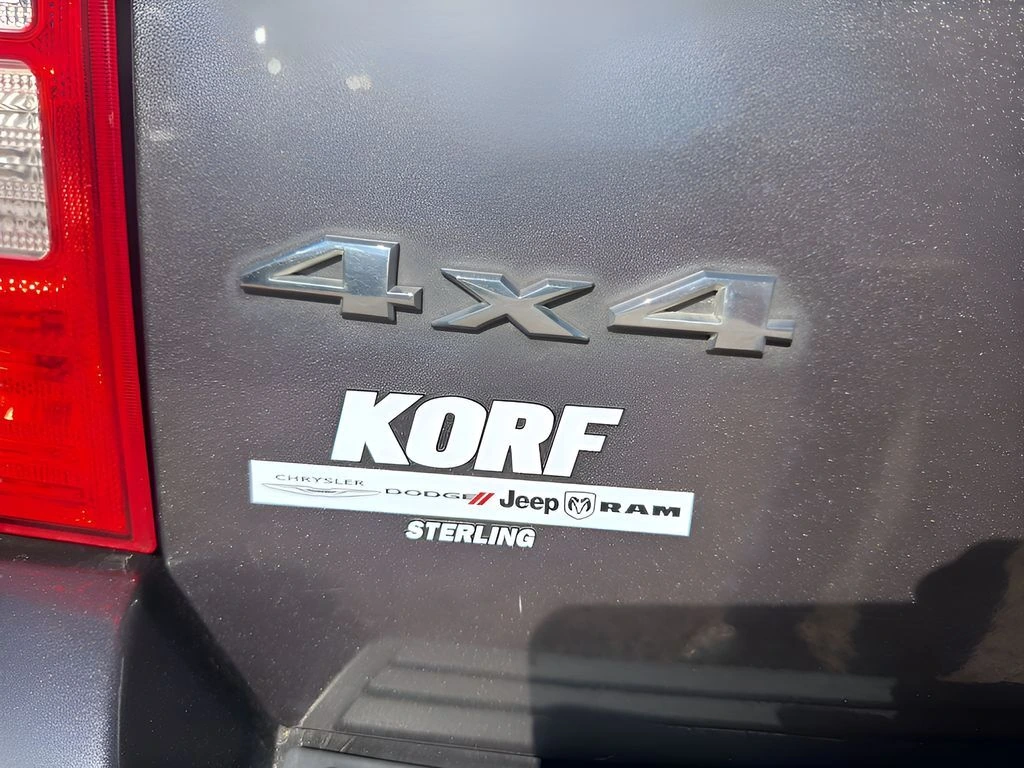 4x4
KORF
CHRYSLER DODGE Jeep RAM
STERLING